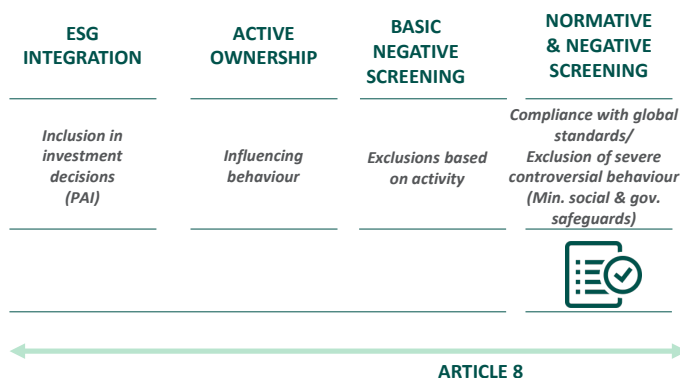 ESG
INTEGRATION
ACTIVE
OWNERSHIP
BASIC
NEGATIVE
SCREENING
NORMATIVE
& NEGATIVE
SCREENING
Inclusion in
investment
decisions
(PAI)
Influencing
behaviour
Exclusions based
on activity
Compliance with global
standards/
Exclusion of severe
controversial behaviour
(Min. social & gov.
safeguards)
ARTICLE 8